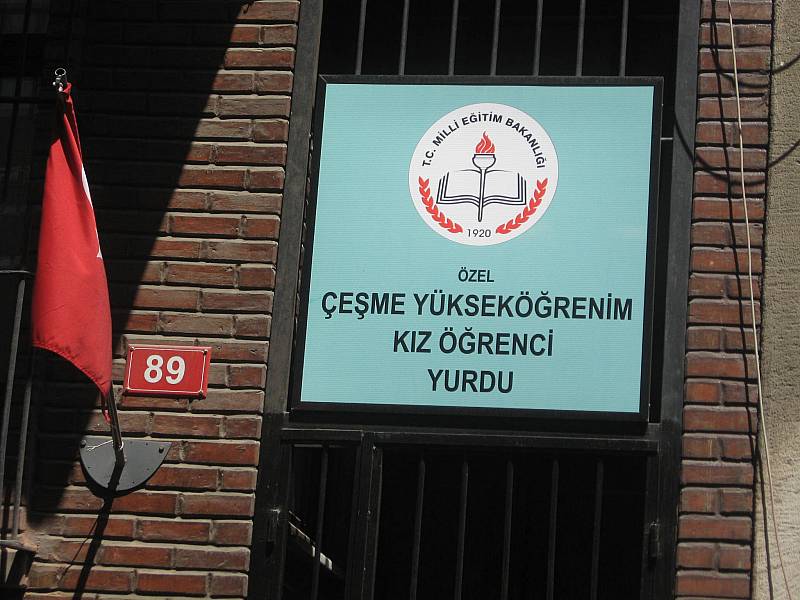 T.C. MİLLİ EĞİTİM BAKANLIĞI
1920
ÖZEL
ÇEŞME YÜKSEKÖĞRENİM
KIZ ÖĞRENCİ
YURDU
89